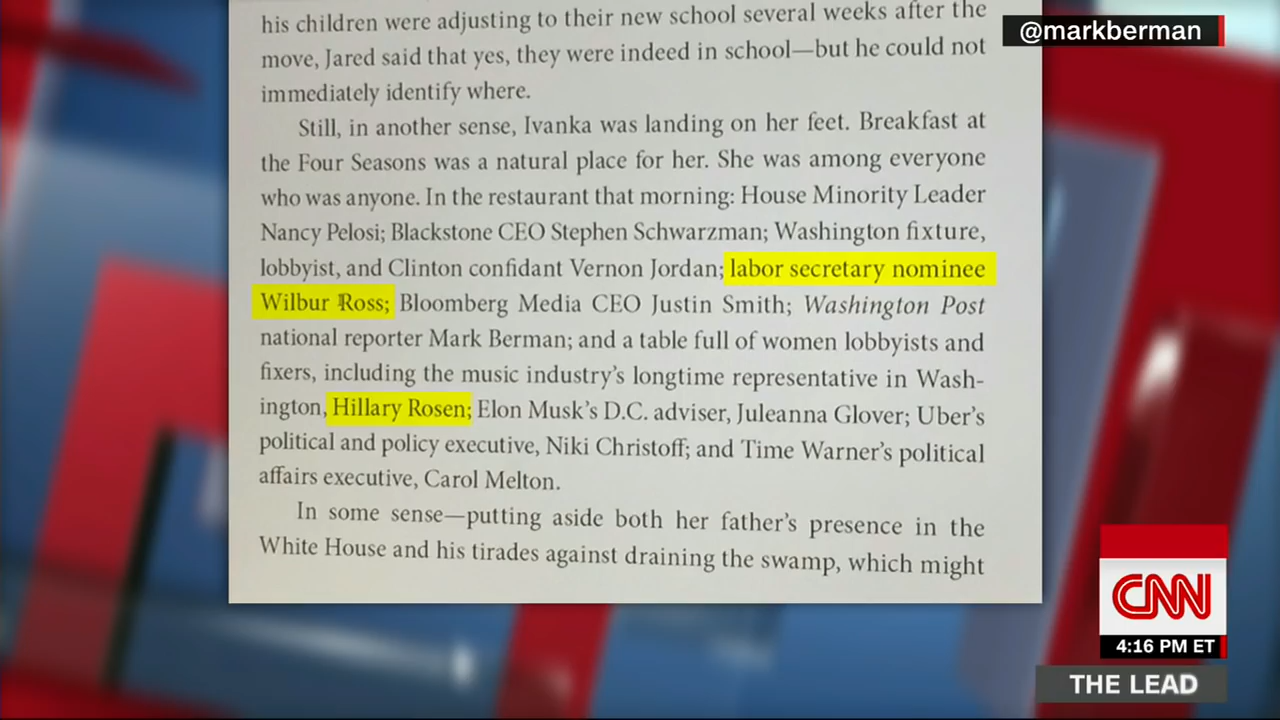 his children were adjusting to their new school several weeks after the
move, Jared said that yes, they were indeed in school—but he could not
immediately identify where.
Still, in another sense, Ivanka was landing on her feet. Breakfast at
the Four Seasons was a natural place for her. She was among everyone
who was anyone. In the restaurant that morning: House Minority Leader
Nancy Pelosi; Blackstone CEO Stephen Schwarzman; Washington fixture,
lobbyist, and Clinton confidant Vernon Jordan; labor secretary nominee
Wilbur Ross; Bloomberg Media CEO Justin Smith; Washington Post
national reporter Mark Berman; and a table full of women lobbyists and
fixers, including the music industry's longtime representative in Wash-
ington, Hillary Rosen; Elon Musk's D.C. adviser, Juleanna Glover; Uber's
political and policy executive, Niki Christoff; and Time Warner's political
affairs executive, Carol Melton.
In some sense—putting aside both her father's presence in the
White House and his tirades against draining the swamp, which might
@markberman
CNN
4:16 PM ET
THE LEAD